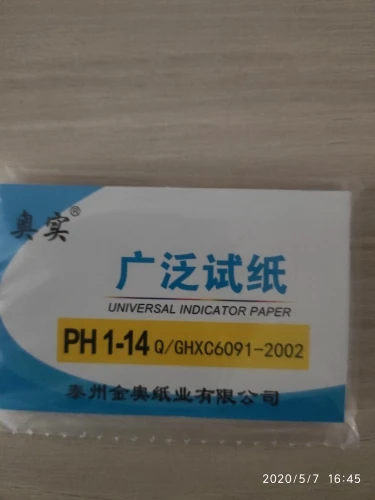 奥实®
广泛试纸
UNIVERSAL INDICATOR PAPER
PH 1-14 Q/GHXC6091-2002
泰州金奥纸业有限公司
2020/5/7 16:45